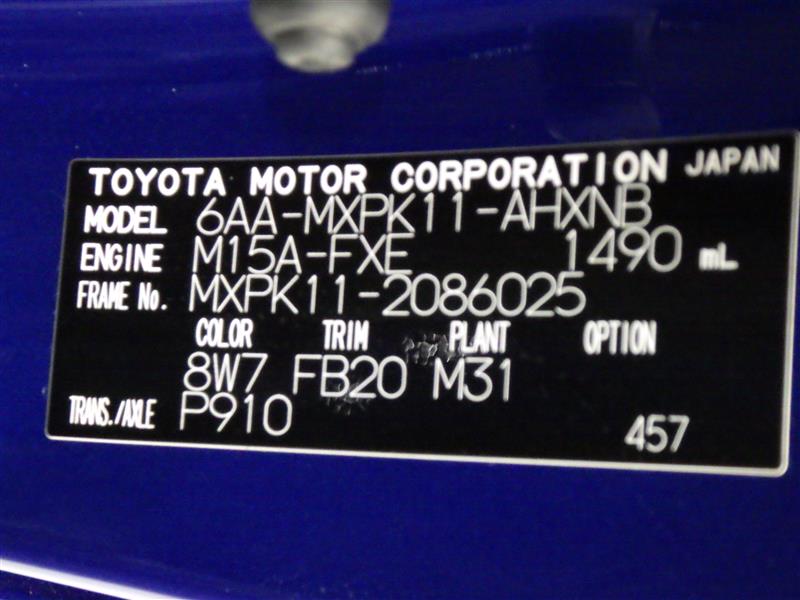 TOYOTA MOTOR CORPORATION JAPAN
MODEL 6AA-MXPK11-AHXNB
ENGINE M15A-FXE 1490 mL
FRAME No. MXPK11-2086025
COLOR TRIM PLANT OPTION
8W7 FB20 M31
TRANS./AXLE P910 457